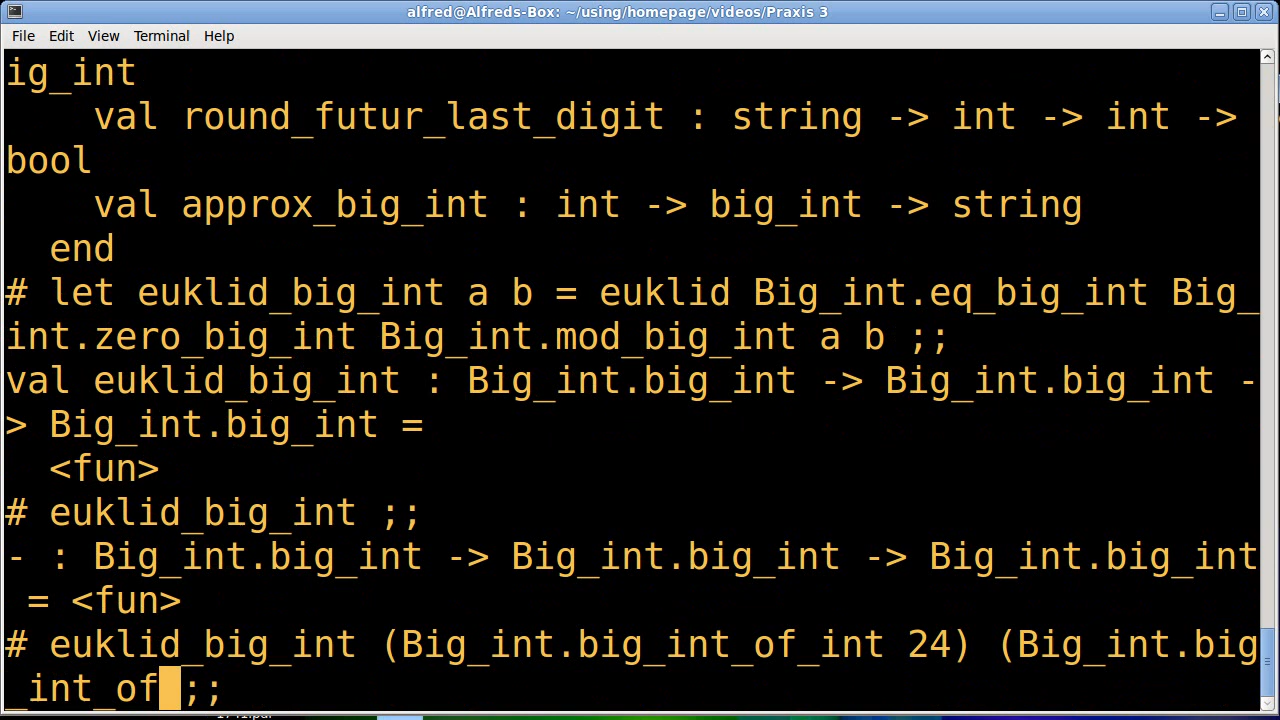 alfred@Alfreds-Box: ~/using/homepage/videos/Praxis 3
File Edit View Terminal Help
ig_int
val round_futur_last_digit : string -> int -> int ->
bool
val approx_big_int : int -> big_int -> string
end
# let euklid_big_int a b = euklid Big_int.eq_big_int Big_
int.zero_big_int Big_int.mod_big_int a b ;;
val euklid_big_int : Big_int.big_int -> Big_int.big_int -
> Big_int.big_int =
<fun>
# euklid_big_int ;;
- : Big_int.big_int -> Big_int.big_int -> Big_int.big_int
= <fun>
# euklid_big_int (Big_int.big_int_of_int 24) (Big_int.big
_int_of ;;